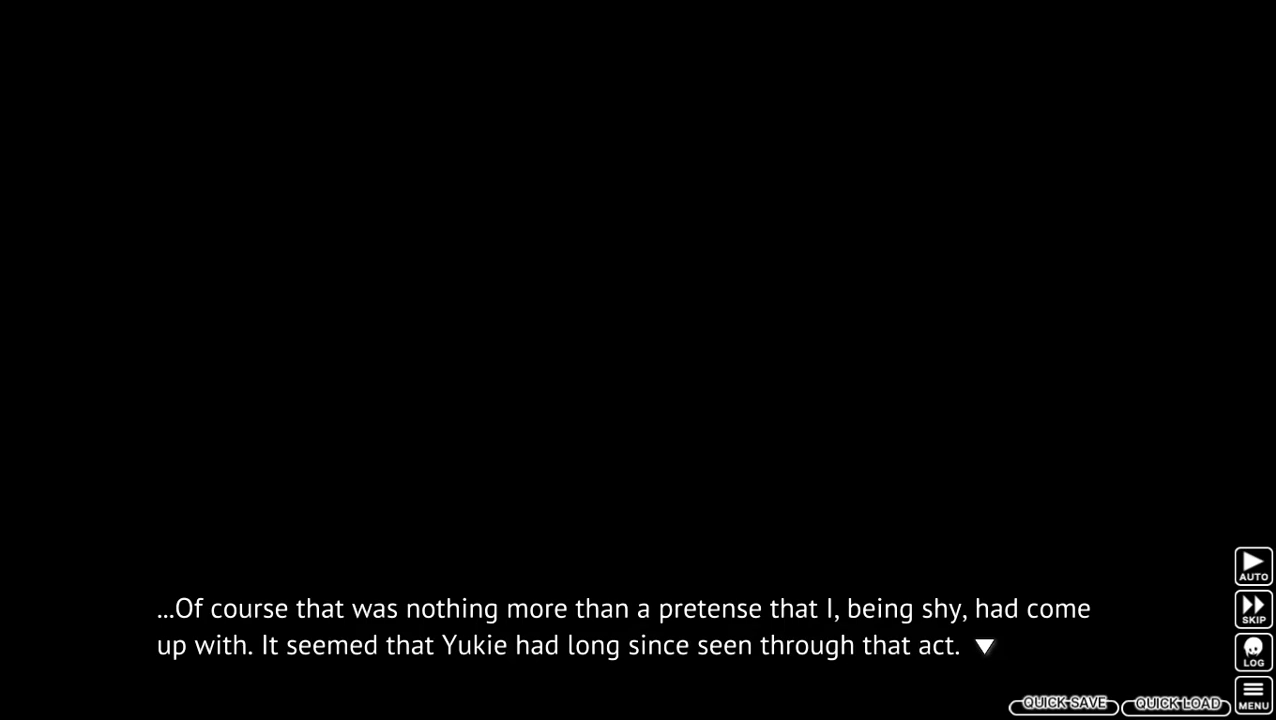 ...Of course that was nothing more than a pretense that I, being shy, had come
up with. It seemed that Yukie had long since seen through that act.
AUTO
SKIP
LOG
MENU
QUICK SAVE
QUICK LOAD